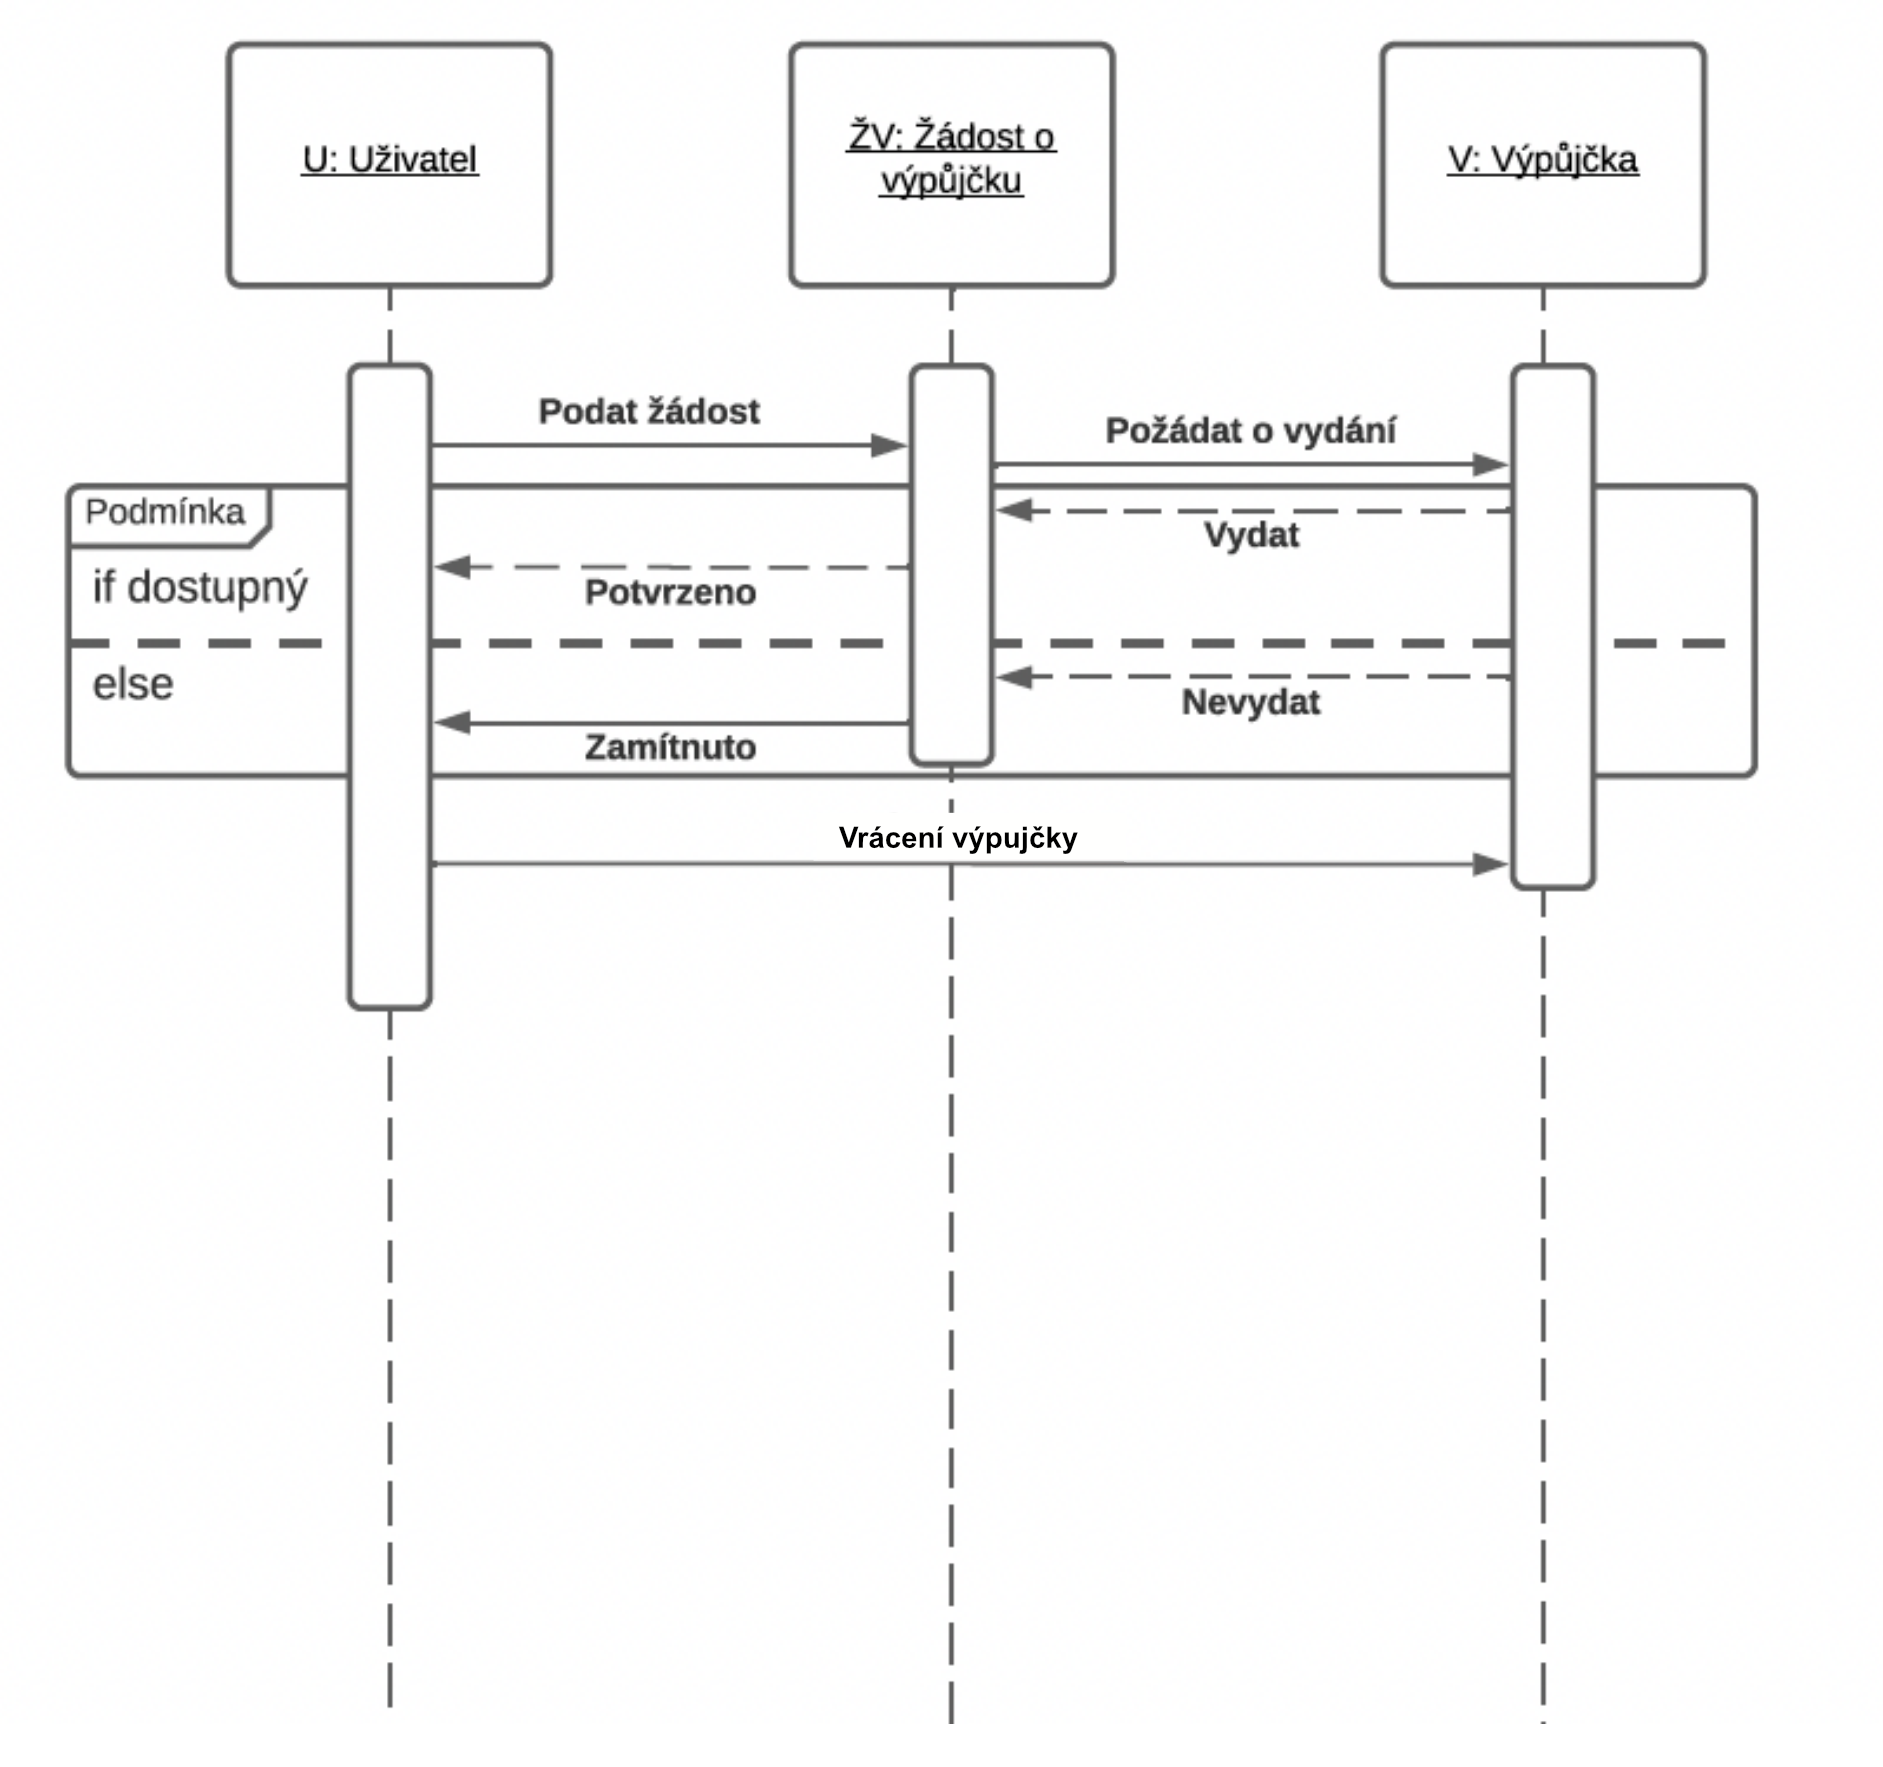 U: Uživatel
ŽV: Žádost o
výpůjčku
V: Výpůjčka
Podat žádost
Požádat o vydání
Podmínka
Vydat
if dostupný
Potvrzeno
else
Nevydat
Zamítnuto
Vrácení výpujčky